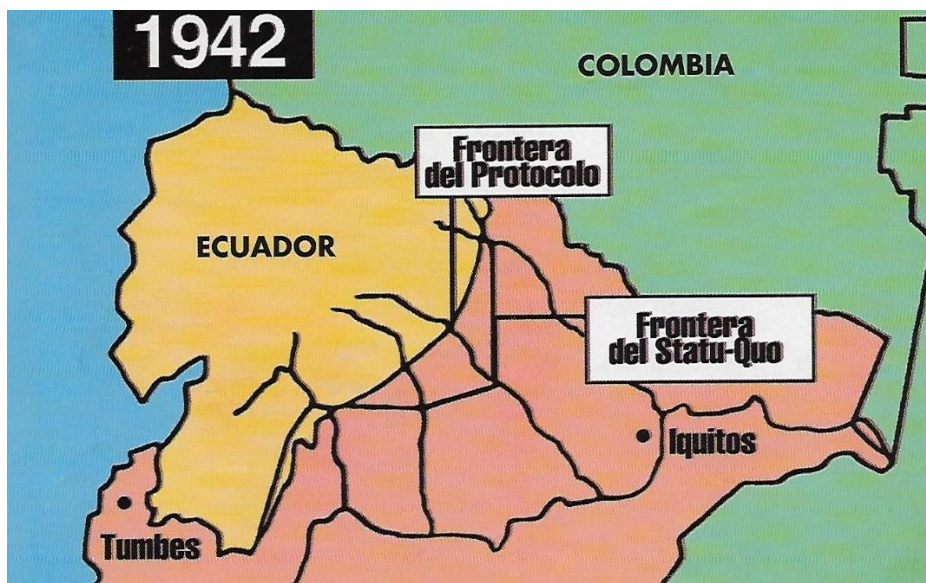 1942
COLOMBIA
Frontera
del Protocolo
ECUADOR
Frontera
del Statu-Quo
Iquitos
Tumbes